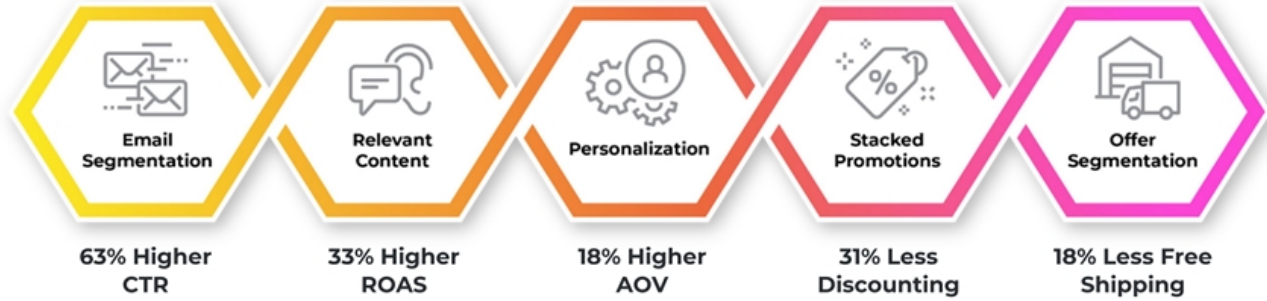 Email
Segmentation
63% Higher
CTR
Relevant
Content
33% Higher
ROAS
Personalization
18% Higher
AOV
%
Stacked
Promotions
31% Less
Discounting
Offer
Segmentation
18% Less Free
Shipping